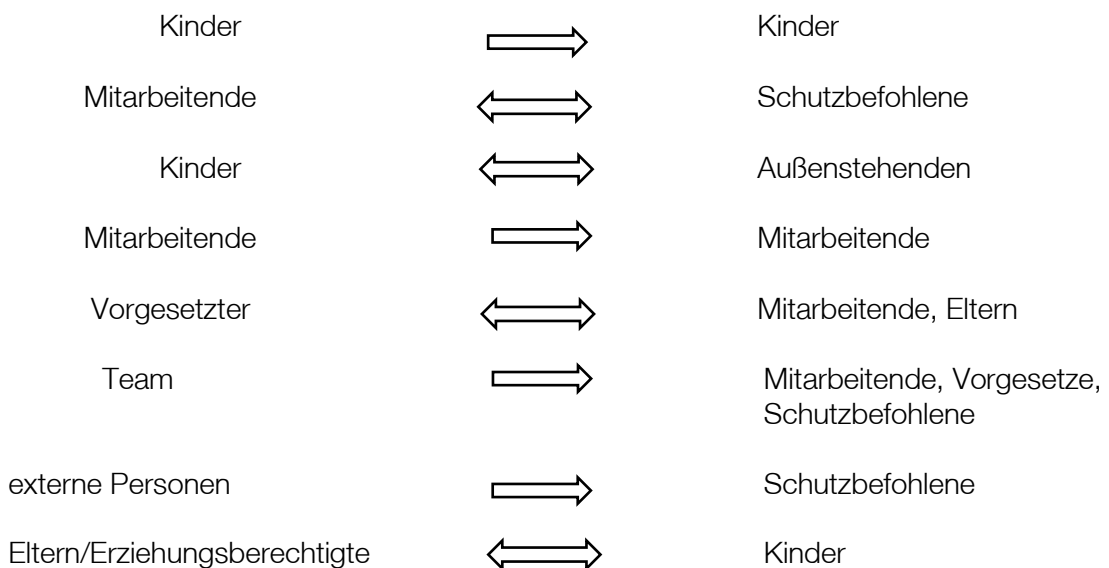 Kinder Kinder
Mitarbeitende Schutzbefohlene
Kinder Außenstehenden
Mitarbeitende Mitarbeitende
Vorgesetzter Mitarbeitende, Eltern
Team Mitarbeitende, Vorgesetze,
Schutzbefohlene
externe Personen Schutzbefohlene
Eltern/Erziehungsberechtigte Kinder